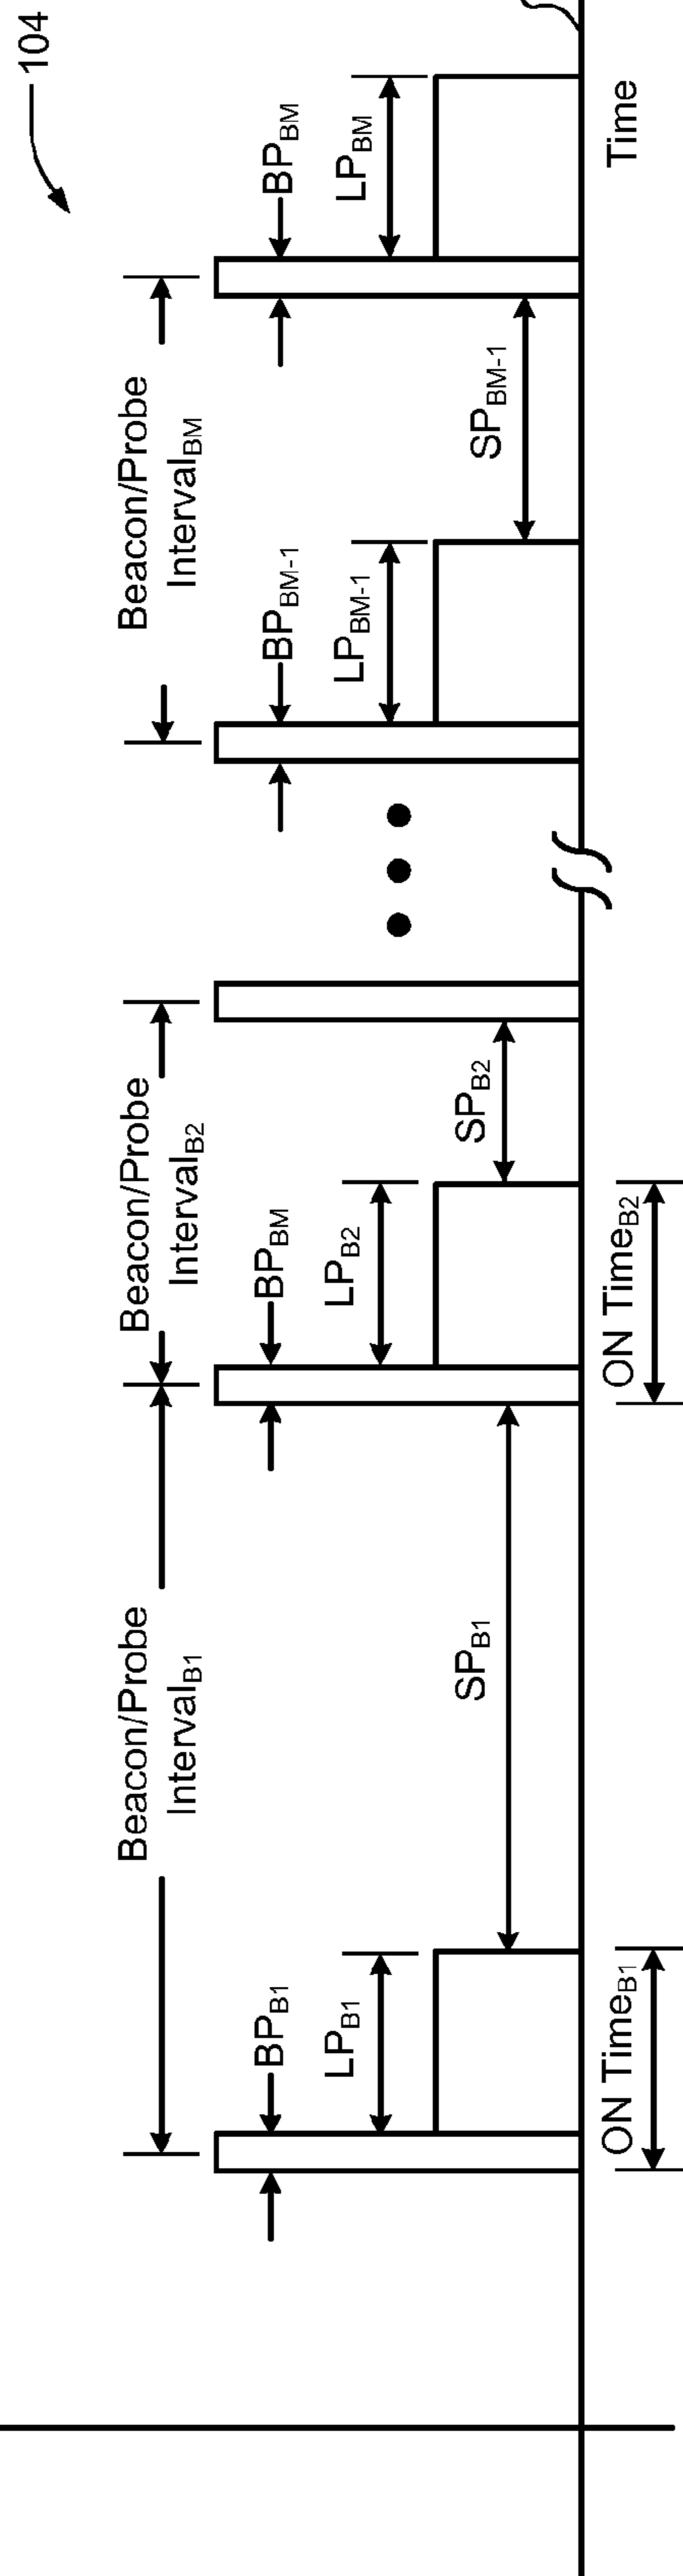 104
Beacon/Probe
Interval_B1
Beacon/Probe
Interval_B2
Beacon/Probe
Interval_BM
BP_B1
BP_BM
BP_BM-1
BP_BM
LP_B1
LP_B2
LP_BM-1
LP_BM
SP_B1
SP_B2
SP_BM-1
ON Time_B1
ON Time_B2
Time